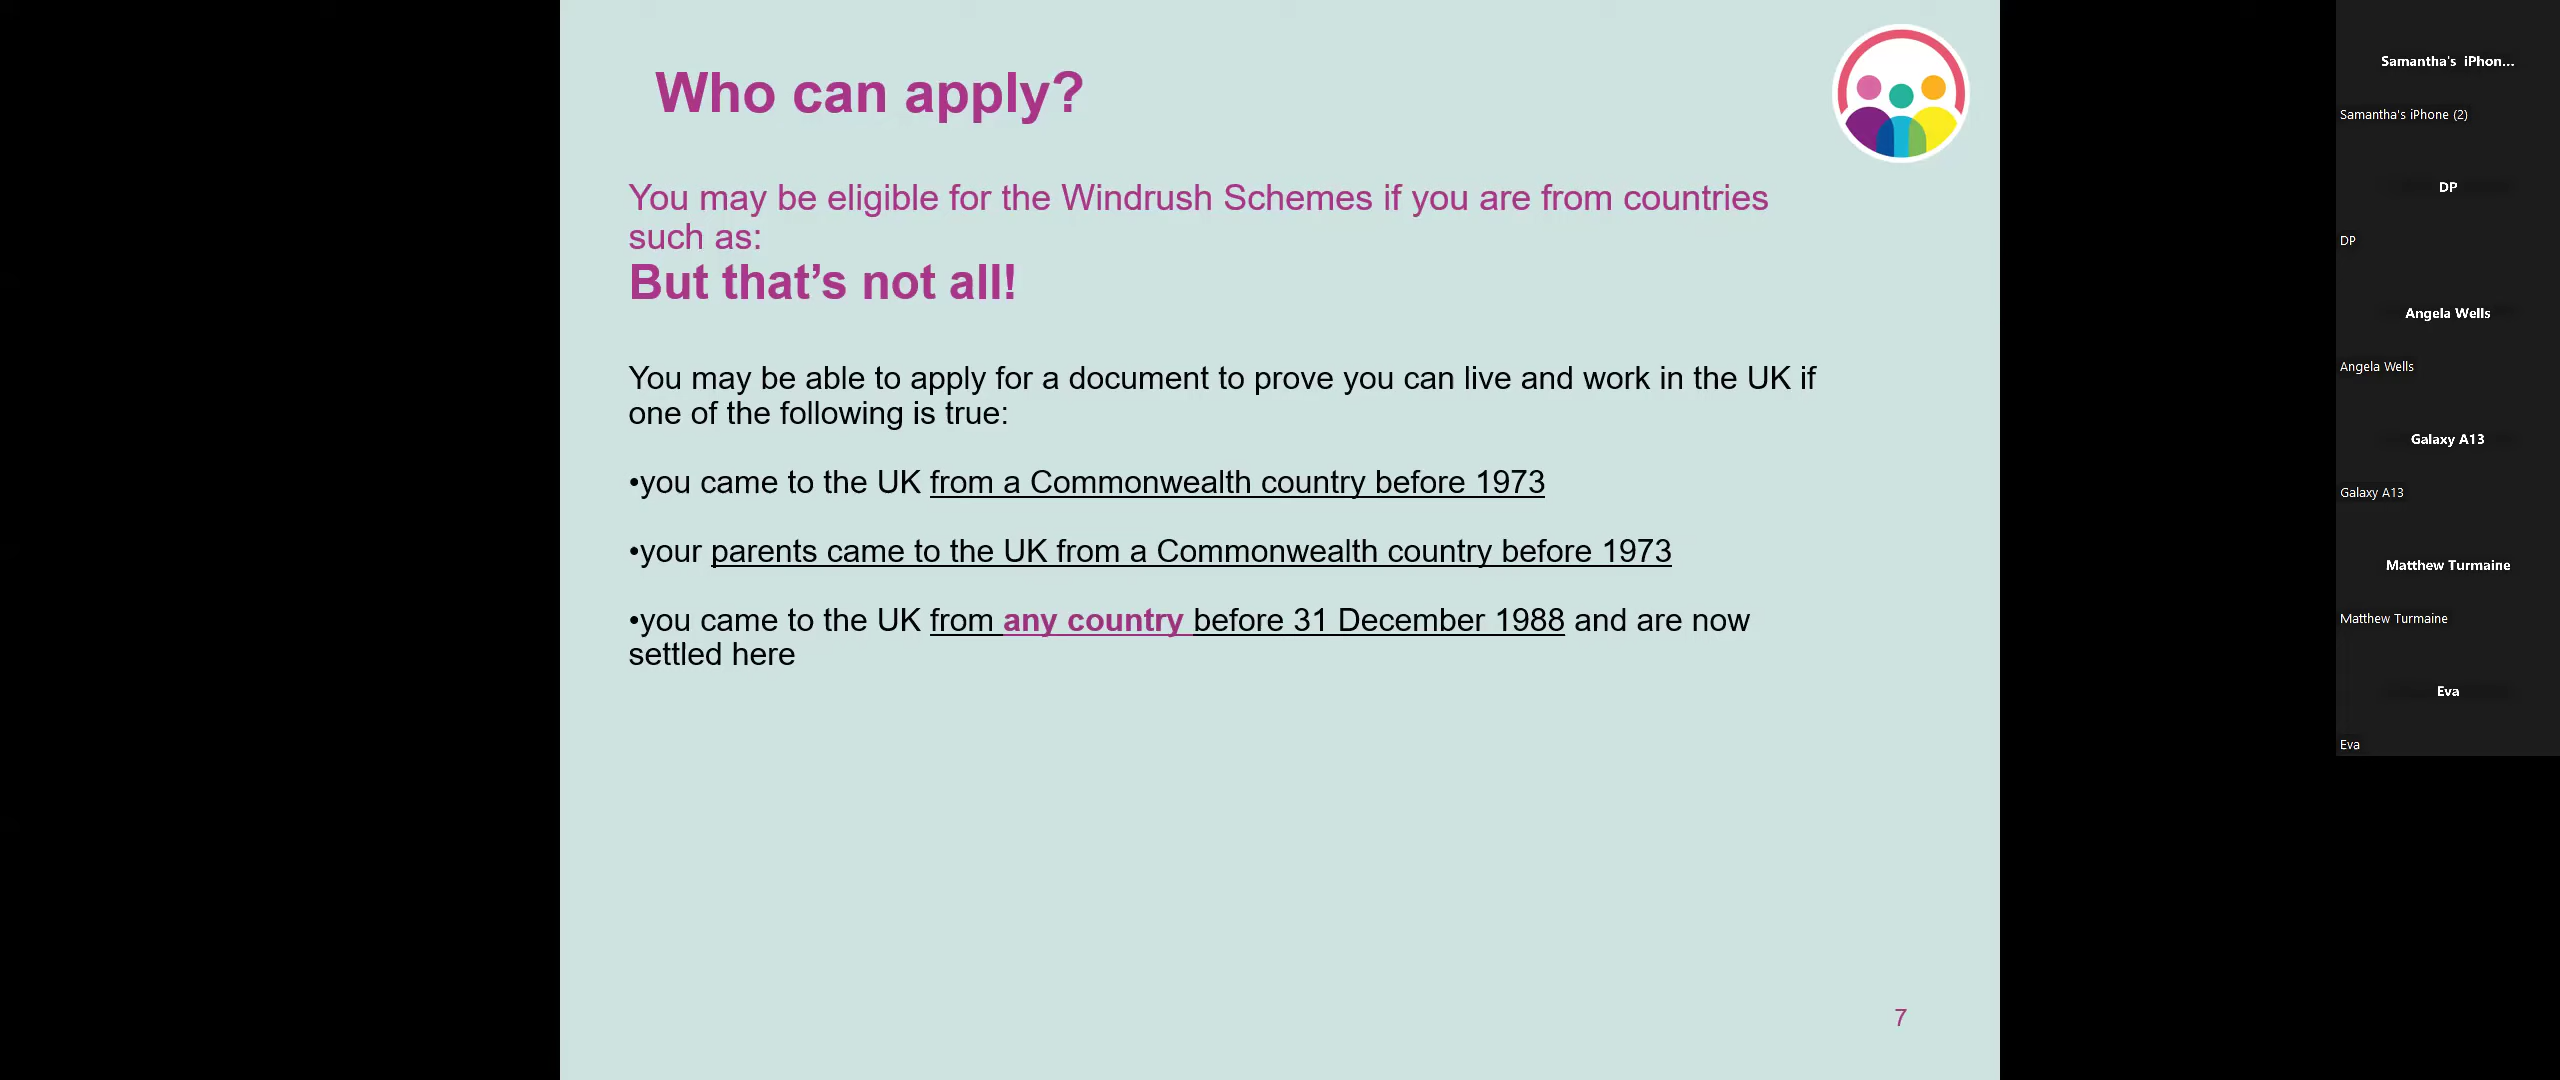 Who can apply?
You may be eligible for the Windrush Schemes if you are from countries
such as:
But that’s not all!
You may be able to apply for a document to prove you can live and work in the UK if
one of the following is true:
•you came to the UK from a Commonwealth country before 1973
•your parents came to the UK from a Commonwealth country before 1973
•you came to the UK from any country before 31 December 1988 and are now
settled here
7
Samantha's iPhon...
Samantha's iPhone (2)
DP
DP
Angela Wells
Angela Wells
Galaxy A13
Galaxy A13
Matthew Turmaine
Matthew Turmaine
Eva
Eva